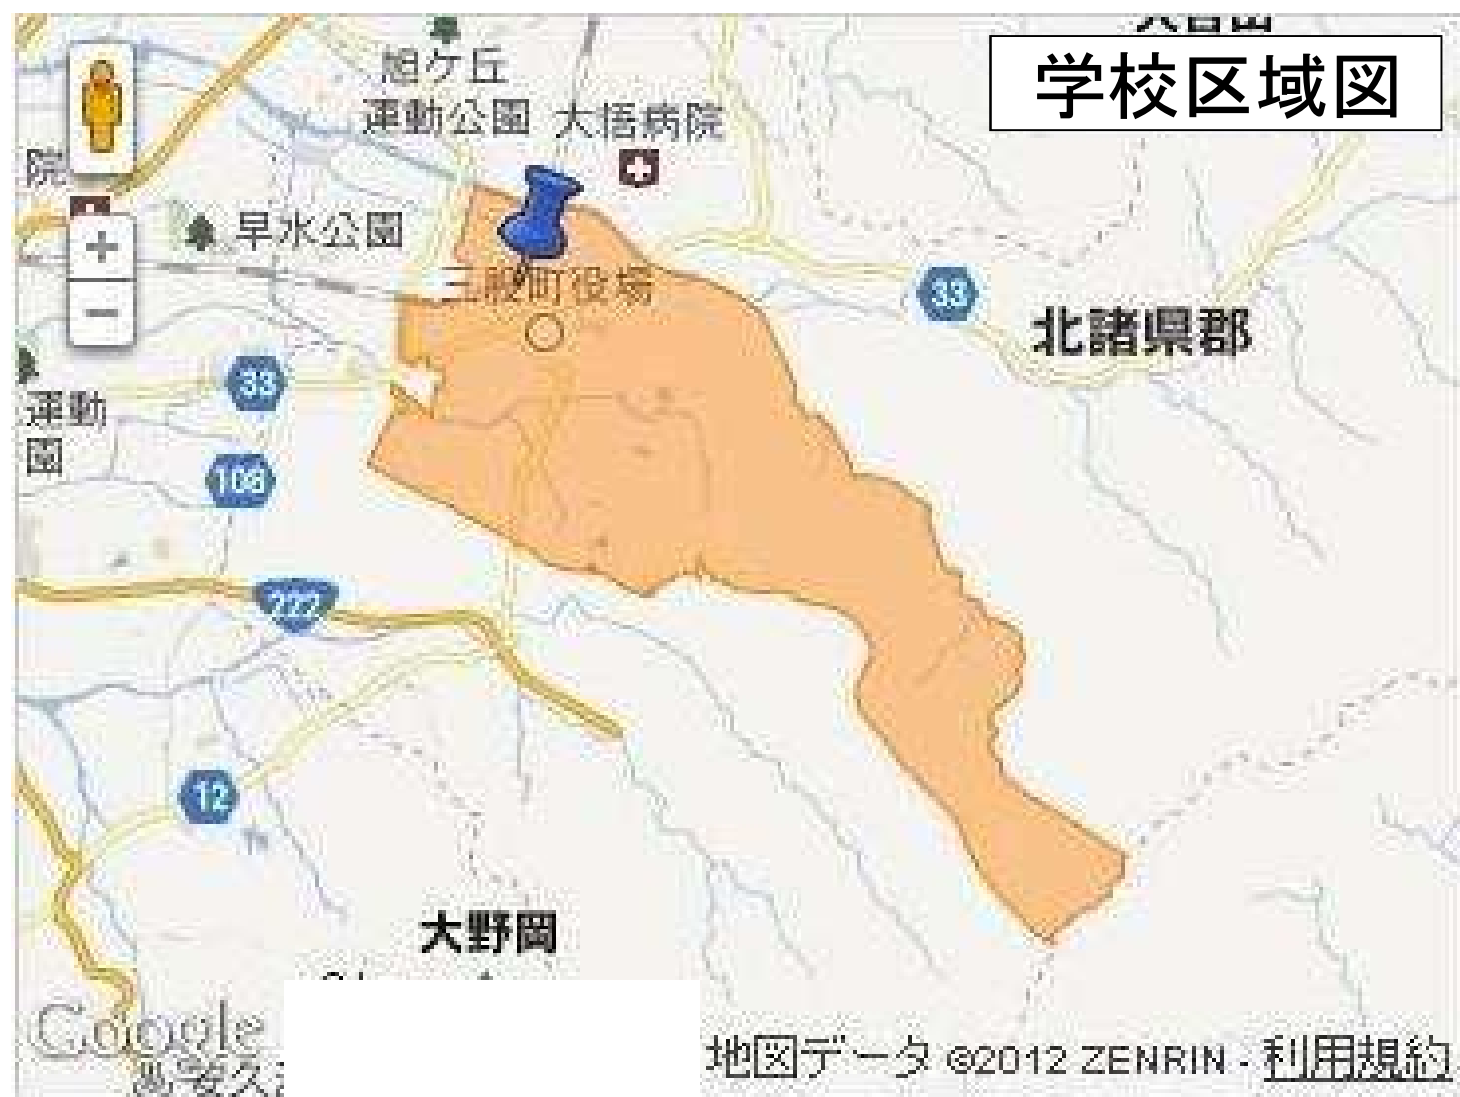 学校区域図
旭ケ丘
運動公園
大悟病院
院
早水公園
三股町役場
33
北諸県郡
33
運動
園
108
222
12
大野岡
Google
地図データ ©2012 ZENRIN - 利用規約